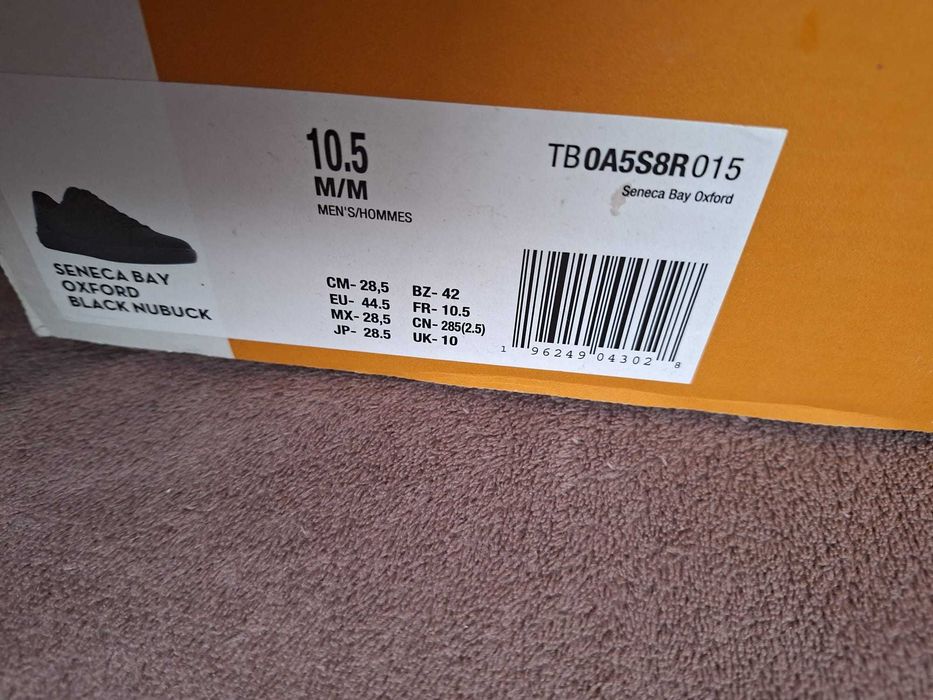 10.5
M/M
MEN'S/HOMMES
TB0A5S8R015
Seneca Bay Oxford
SENECA BAY
OXFORD
BLACK NUBUCK
CM- 28,5
EU- 44.5
MX- 28,5
JP- 28.5
BZ- 42
FR- 10.5
CN- 285(2.5)
UK- 10
1 96249 04302 8